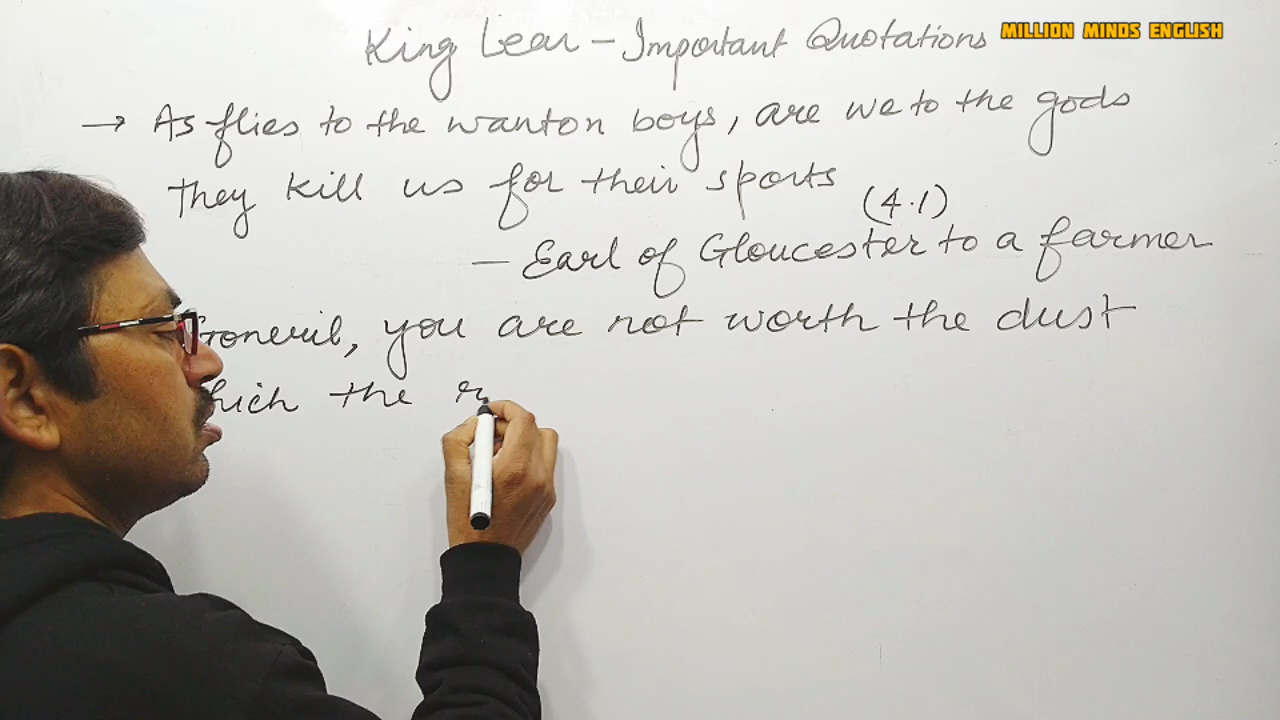 King Lear – Important Quotations
MILLION MINDS ENGLISH
→ As flies to the wanton boys, are we to the gods
They kill us for their sports
(4.1)
— Earl of Gloucester to a farmer
Goneril, you are not worth the dust
which the